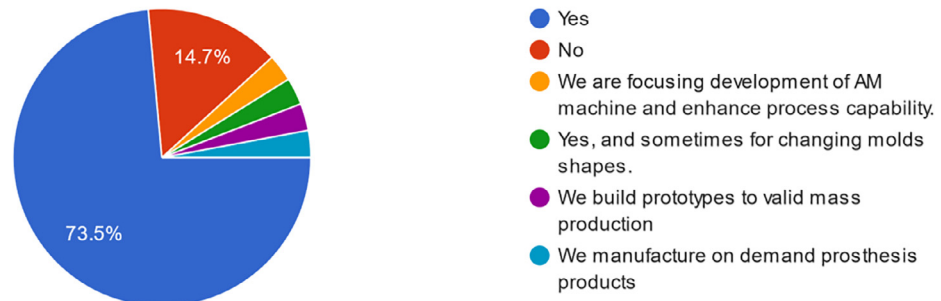 14.7%
73.5%
Yes
No
We are focusing development of AM
machine and enhance process capability.
Yes, and sometimes for changing molds
shapes.
We build prototypes to valid mass
production
We manufacture on demand prosthesis
products